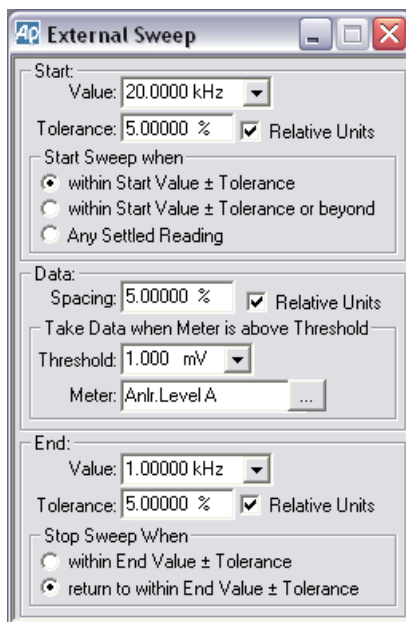 Ap External Sweep
Start:
Value: 20.0000 kHz
Tolerance: 5.00000 % Relative Units
Start Sweep when
within Start Value ± Tolerance
within Start Value ± Tolerance or beyond
Any Settled Reading
Data:
Spacing: 5.00000 % Relative Units
Take Data when Meter is above Threshold
Threshold: 1.000 mV
Meter: Anlr.Level A ...
End:
Value: 1.00000 kHz
Tolerance: 5.00000 % Relative Units
Stop Sweep When
within End Value ± Tolerance
return to within End Value ± Tolerance